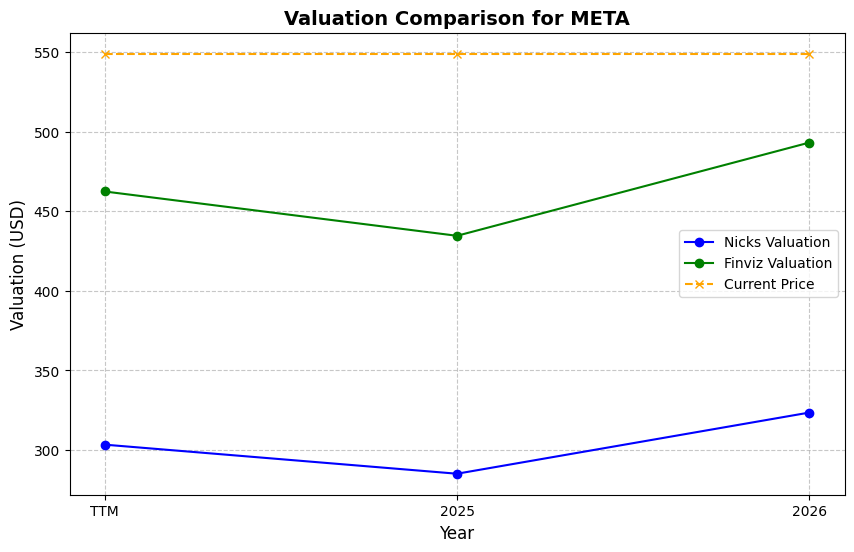 Valuation Comparison for META
Valuation (USD)
550
500
450
400
350
300
Nicks Valuation
Finviz Valuation
Current Price
TTM
2025
2026
Year